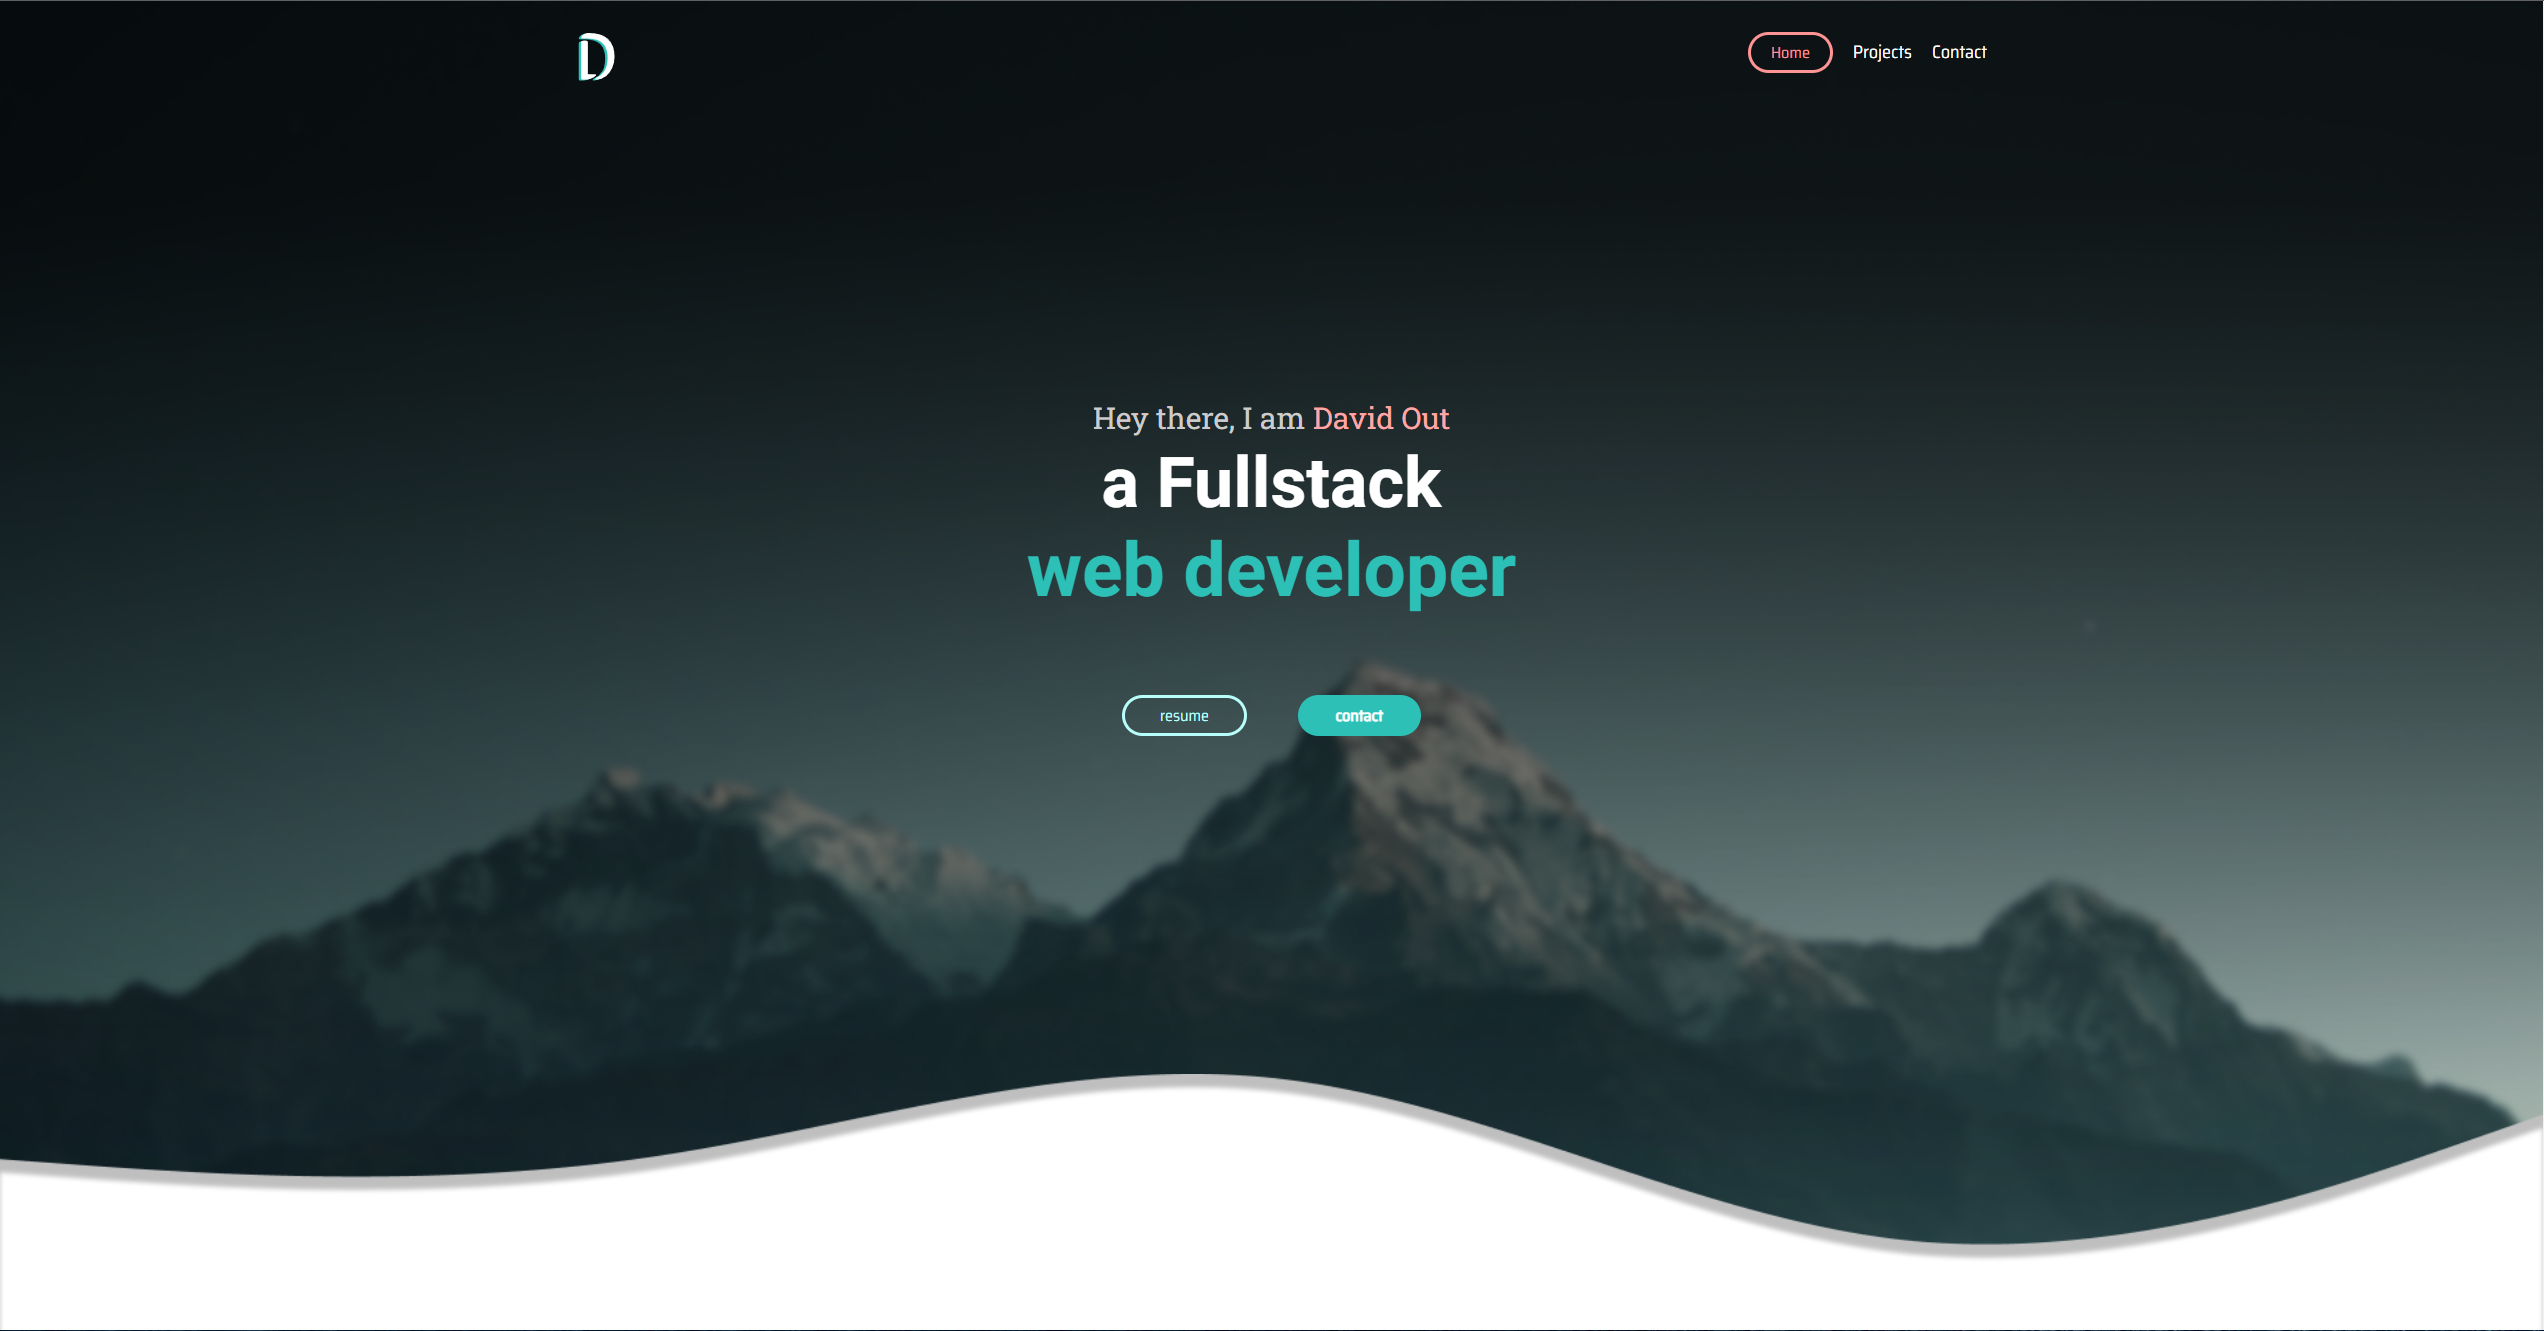 D
Home Projects Contact
Hey there, I am David Out
a Fullstack
web developer
resume contact